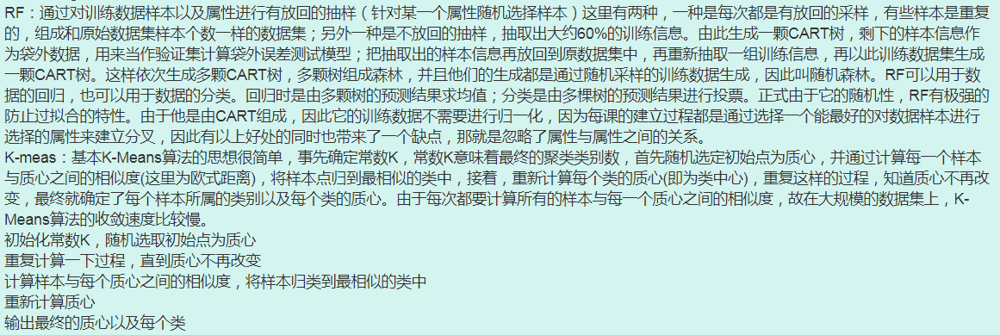 RF：通过对训练数据样本以及属性进行有放回的抽样（针对某一个属性随机选择样本）这里有两种，一种是每次都是有放回的采样，有些样本是重复
的，组成和原始数据集样本个数一样的数据集；另外一种是不放回的抽样，抽取出大约60%的训练信息。由此生成一颗CART树，剩下的样本信息作
为袋外数据，用来当作验证集计算袋外误差测试模型；把抽取出的样本信息再放回到原数据集中，再重新抽取一组训练信息，再以此训练数据集生成
一颗CART树。这样依次生成多颗CART树，多颗树组成森林，并且他们的生成都是通过随机采样的训练数据生成，因此叫随机森林。RF可以用于数
据的回归，也可以用于数据的分类。回归时是由多颗树的预测结果求均值；分类是由多棵树的预测结果进行投票。正式由于它的随机性，RF有极强的
防止过拟合的特性。由于他是由CART组成，因此它的训练数据不需要进行归一化，因为每课的建立过程都是通过选择一个能最好的对数据样本进行
选择的属性来建立分叉，因此有以上好处的同时也带来了一个缺点，那就是忽略了属性与属性之间的关系。
K-meas：基本K-Means算法的思想很简单，事先确定常数K，常数K意味着最终的聚类类别数，首先随机选定初始点为质心，并通过计算每一个样本
与质心之间的相似度(这里为欧式距离)，将样本点归到最相似的类中，接着，重新计算每个类的质心(即为类中心)，重复这样的过程，知道质心不再改
变，最终就确定了每个样本所属的类别以及每个类的质心。由于每次都要计算所有的样本与每一个质心之间的相似度，故在大规模的数据集上，K-
Means算法的收敛速度比较慢。
初始化常数K，随机选取初始点为质心
重复计算一下过程，直到质心不再改变
计算样本与每个质心之间的相似度，将样本归类到最相似的类中
重新计算质心
输出最终的质心以及每个类